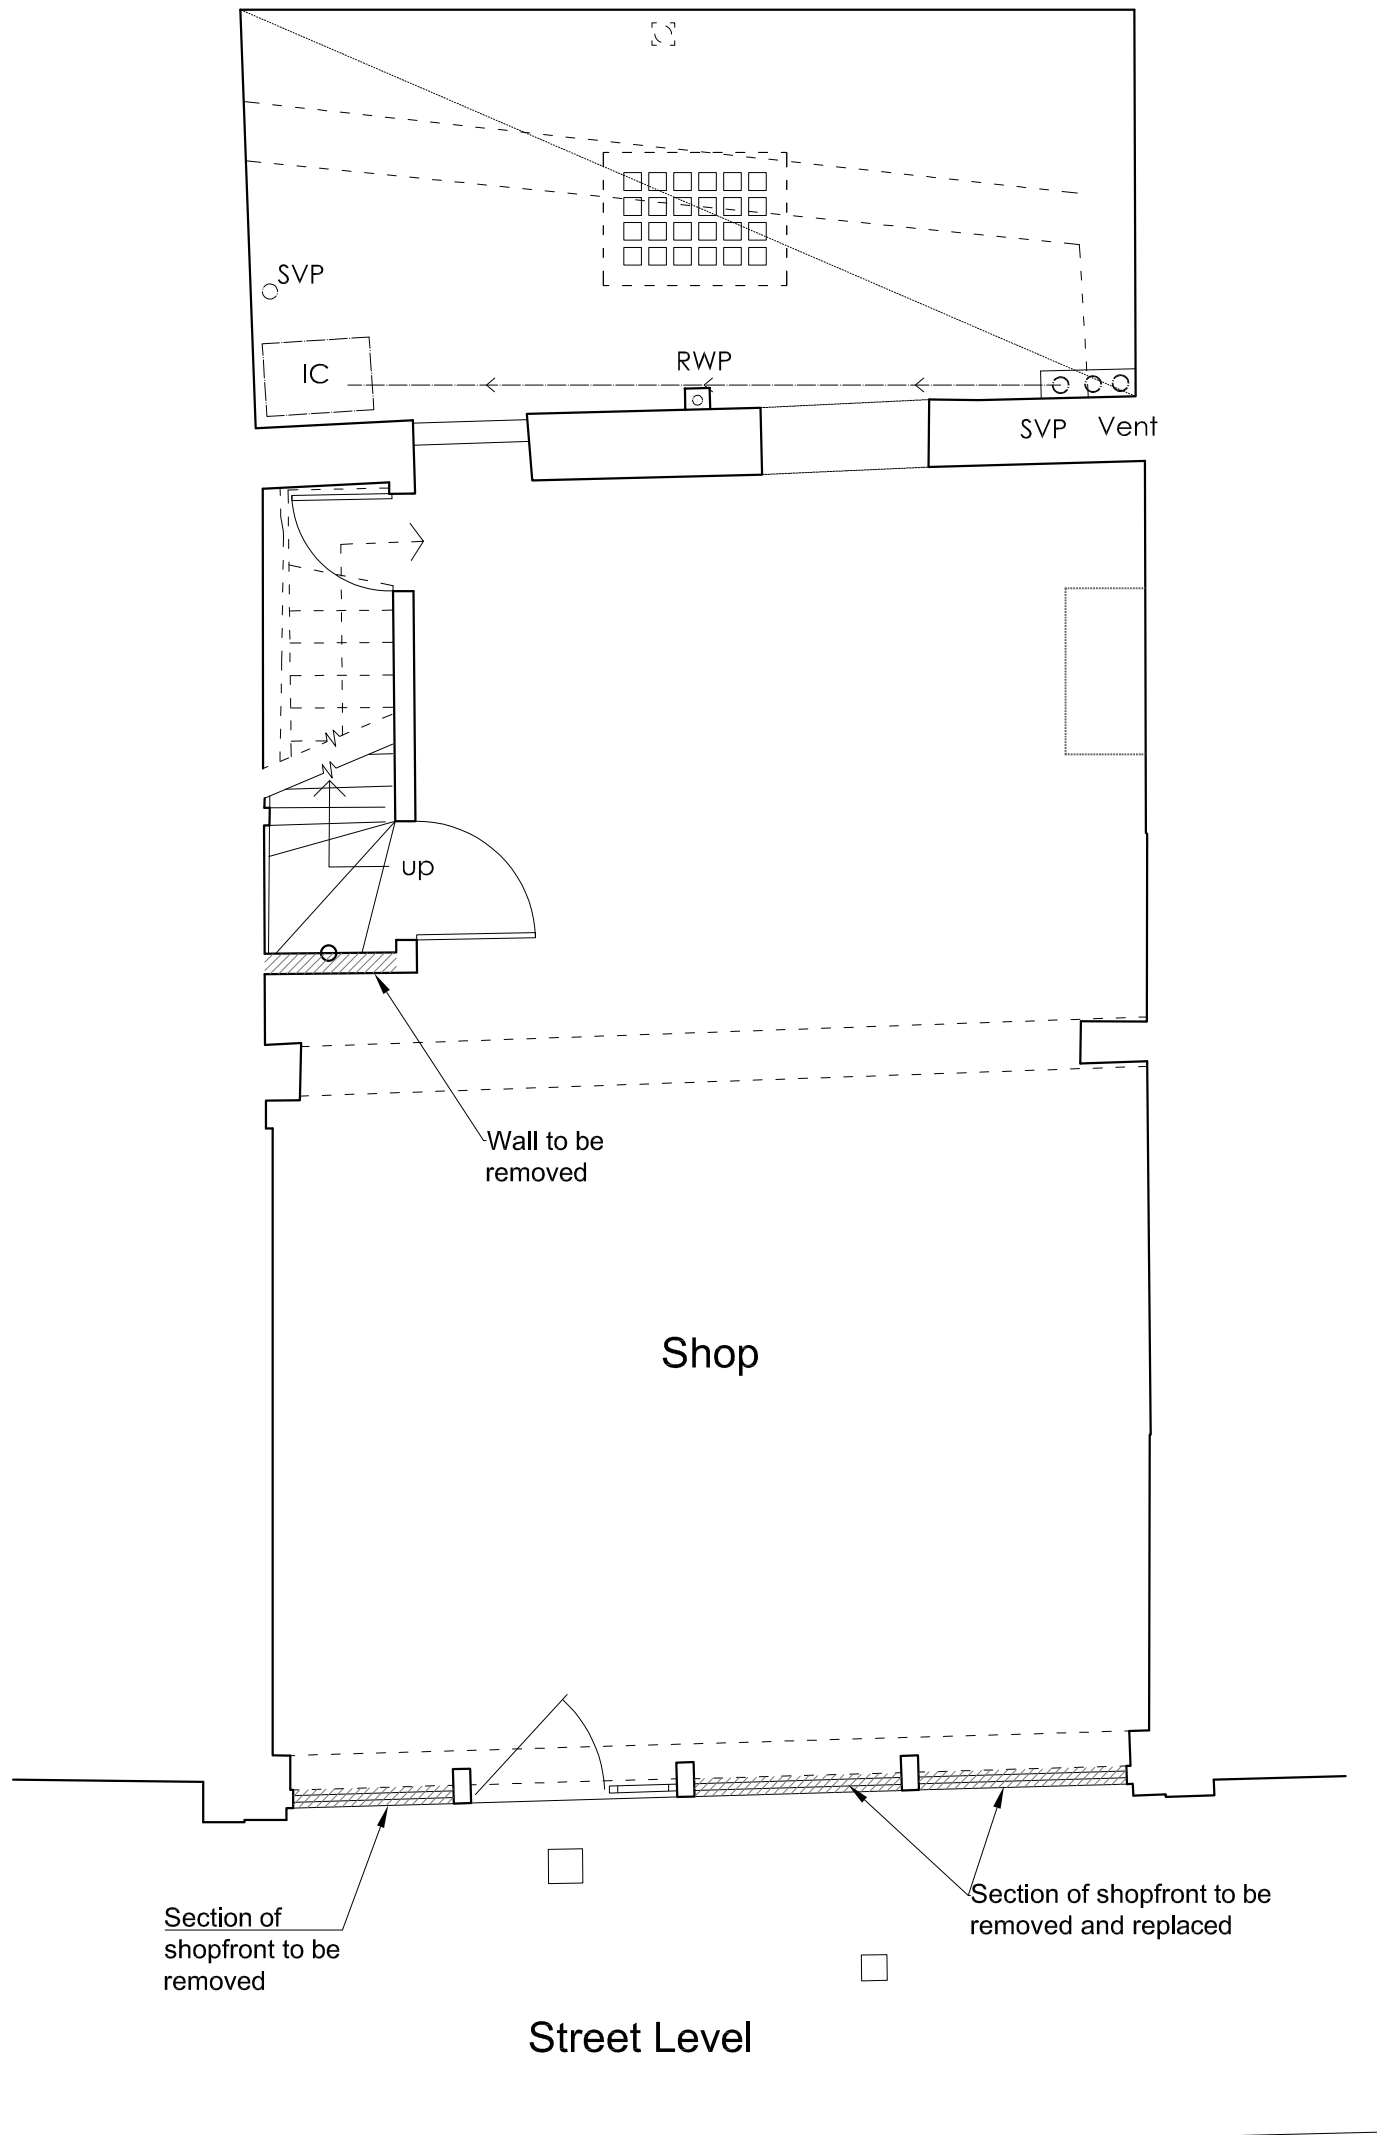 SVP
IC
RWP
SVP
Vent
up
Wall to be
removed
Shop
Section of
shopfront to be
removed
Section of shopfront to be
removed and replaced
Street Level